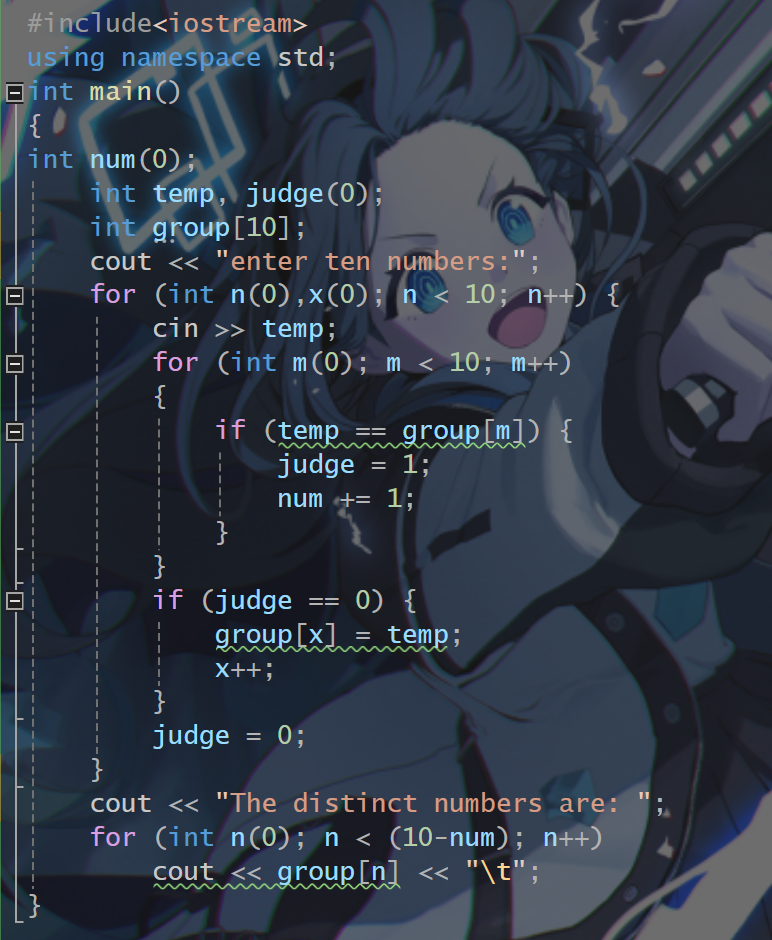 #include<iostream>
using namespace std;
int main()
{
int num(0);
    int temp, judge(0);
    int group[10];
    cout << "enter ten numbers:";
    for (int n(0),x(0); n < 10; n++) {
        cin >> temp;
        for (int m(0); m < 10; m++)
        {
            if (temp == group[m]) {
                judge = 1;
                num += 1;
            }
        }
        if (judge == 0) {
            group[x] = temp;
            x++;
        }
        judge = 0;
    }
    cout << "The distinct numbers are: ";
    for (int n(0); n < (10-num); n++)
        cout << group[n] << "\t";
}